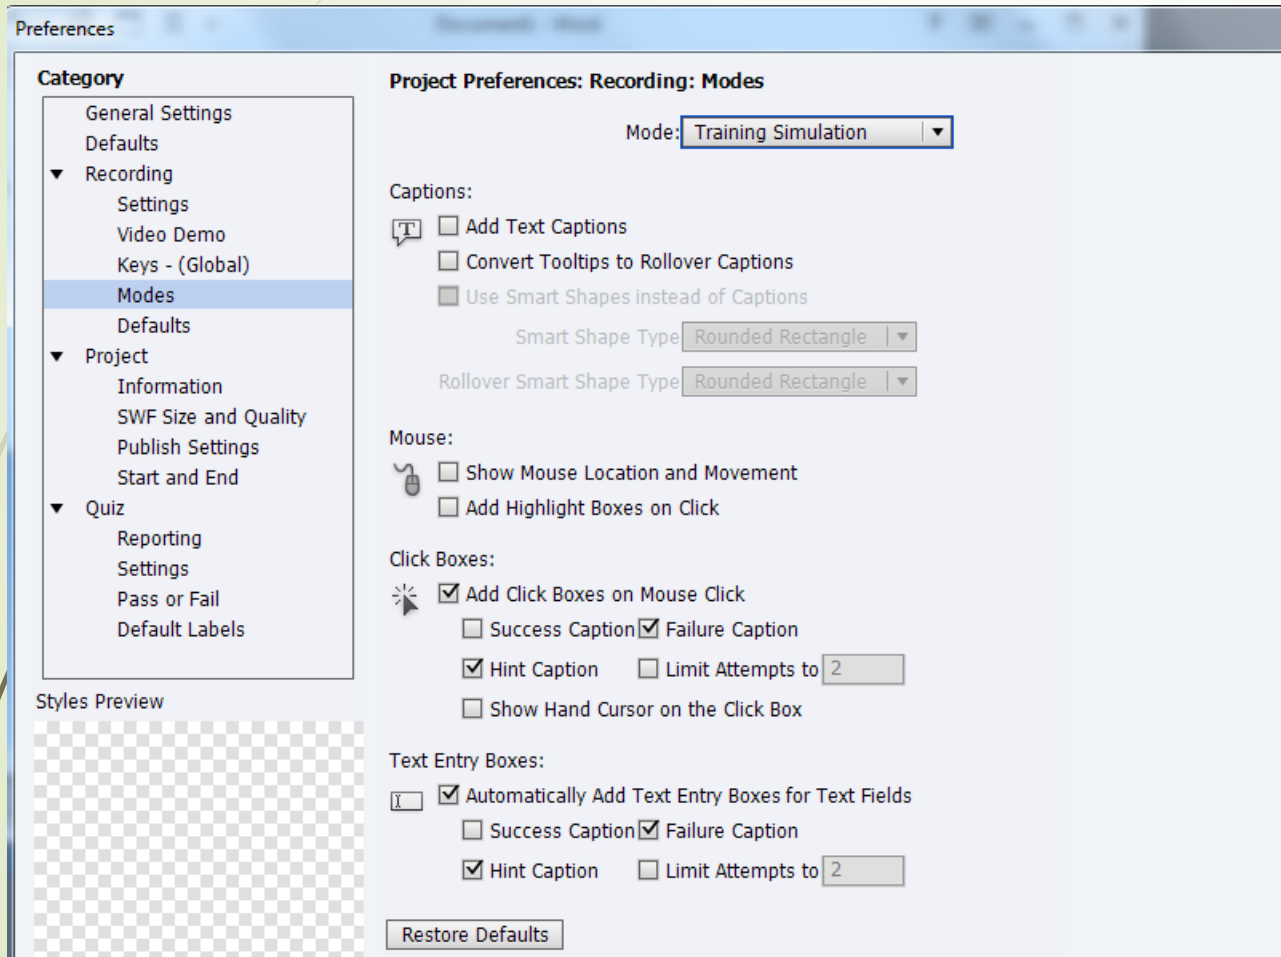 Preferences
Category
General Settings
Defaults
Recording
Settings
Video Demo
Keys - (Global)
Modes
Defaults
Project
Information
SWF Size and Quality
Publish Settings
Start and End
Quiz
Reporting
Settings
Pass or Fail
Default Labels
Styles Preview
Project Preferences: Recording: Modes
Mode: Training Simulation
Captions:
T Add Text Captions
Convert Tooltips to Rollover Captions
Use Smart Shapes instead of Captions
Smart Shape Type Rounded Rectangle
Rollover Smart Shape Type Rounded Rectangle
Mouse:
Show Mouse Location and Movement
Add Highlight Boxes on Click
Click Boxes:
Add Click Boxes on Mouse Click
Success Caption Failure Caption
Hint Caption Limit Attempts to 2
Show Hand Cursor on the Click Box
Text Entry Boxes:
Automatically Add Text Entry Boxes for Text Fields
Success Caption Failure Caption
Hint Caption Limit Attempts to 2
Restore Defaults